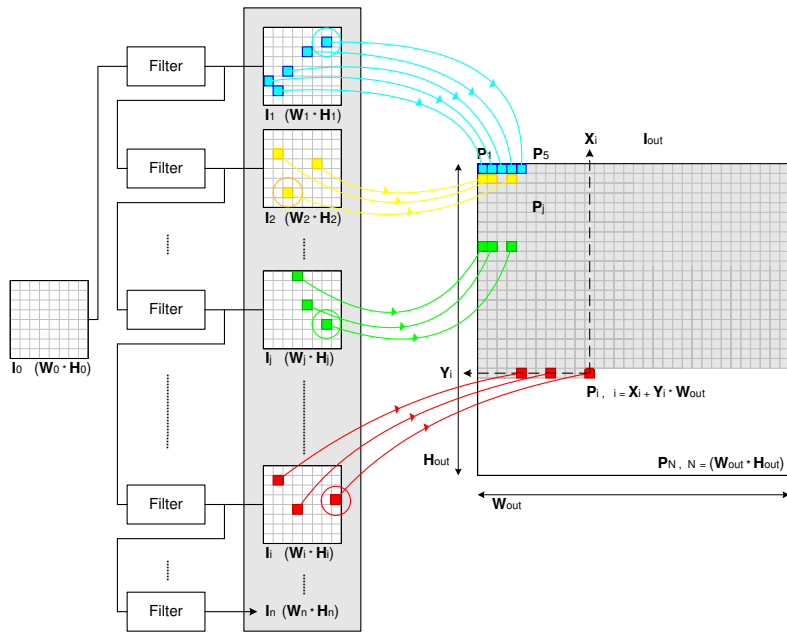 Filter
I1 (W1 * H1)
Filter
I2 (W2 * H2)
Filter
I0 (W0 * H0)
Ij (Wj * Hj)
Filter
Ii (Wi * Hi)
Filter
In (Wn * Hn)
P1 P5 Xi Iout
Pj
Yi
Pi , i = Xi + Yi * Wout
Hout
PN , N = (Wout * Hout)
Wout